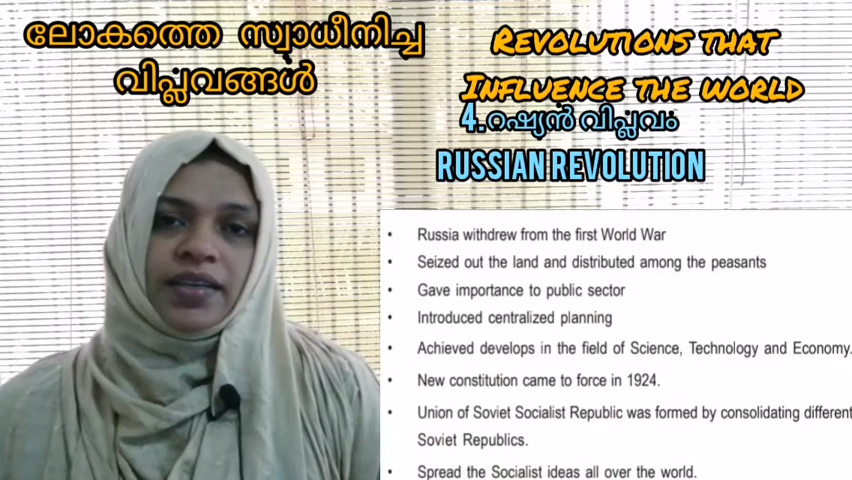 ലോകത്തെ സ്വാധീനിച്ച
വിപ്ലവങ്ങൾ
Revolutions that
Influence the world
4. റഷ്യൻ വിപ്ലവം
Russian Revolution
• Russia withdrew from the first World War
• Seized out the land and distributed among the peasants
• Gave importance to public sector
• Introduced centralized planning
• Achieved develops in the field of Science, Technology and Economy.
• New constitution came to force in 1924.
• Union of Soviet Socialist Republic was formed by consolidating different
Soviet Republics.
• Spread the Socialist ideas all over the world.